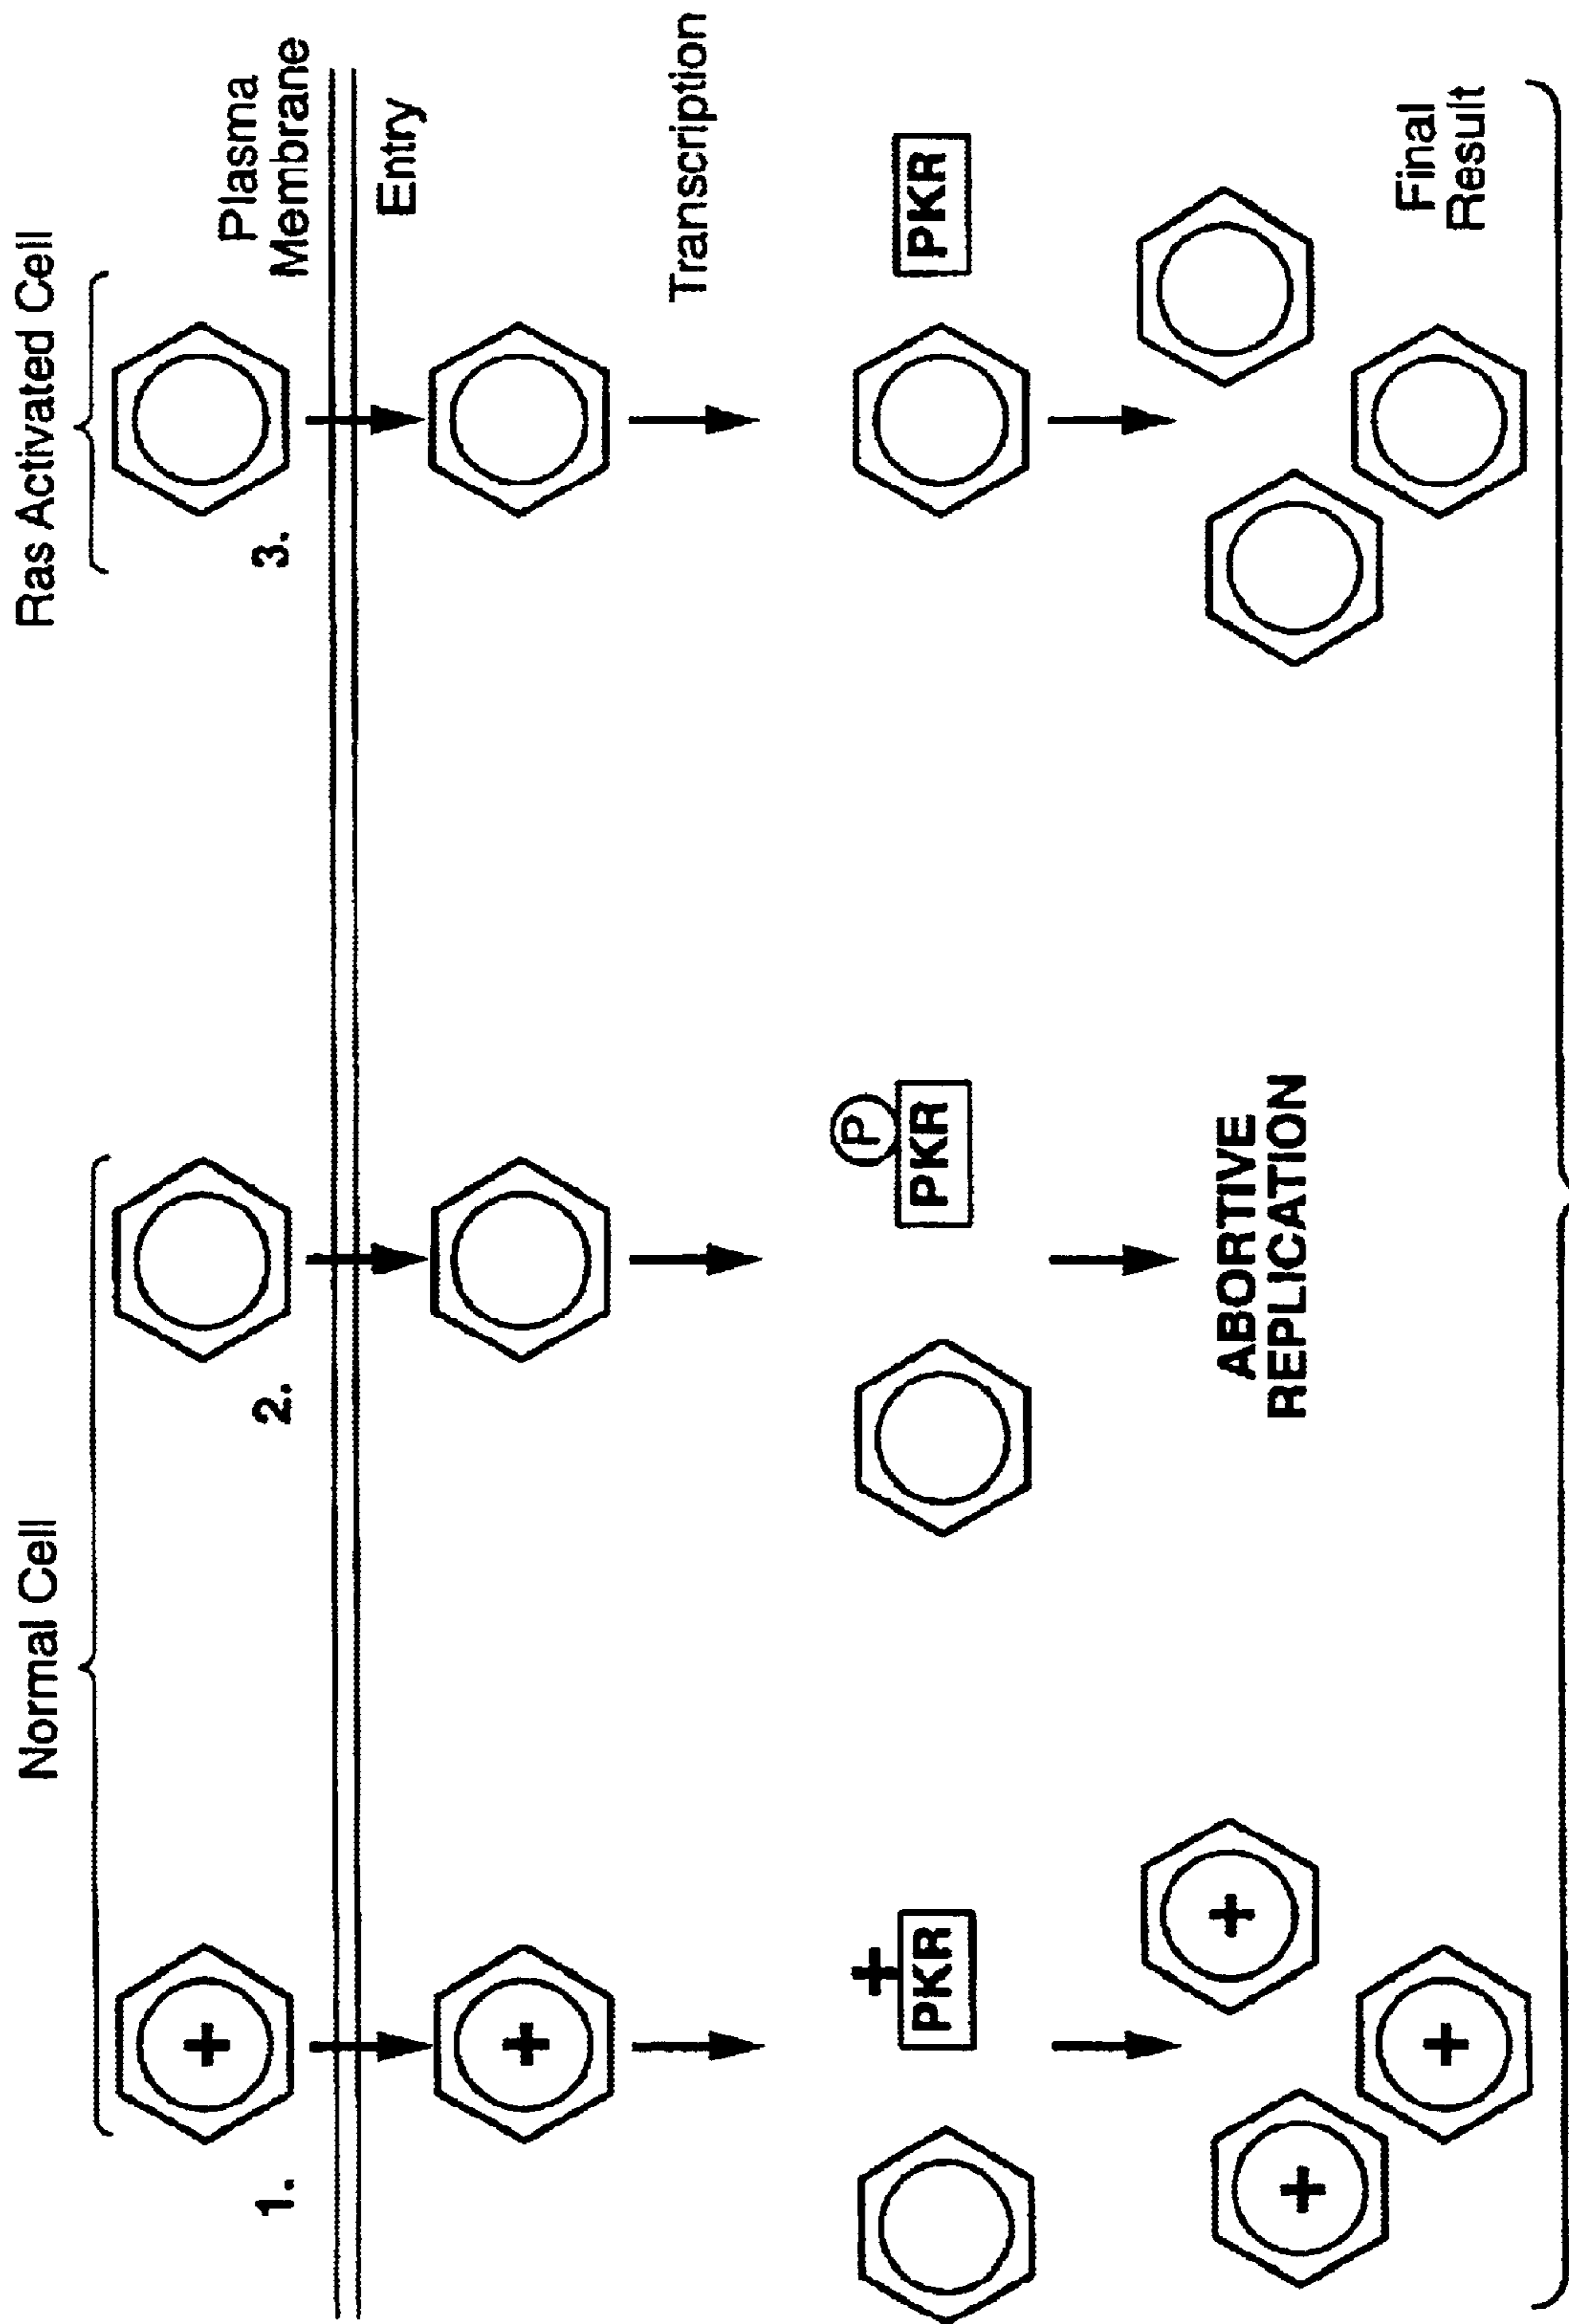 Normal Cell
Ras Activated Cell
1.
2.
3.
Plasma
Membrane
Entry
Transcription
+
+
+
PKR
P
PKR
PKR
+
+
+
ABORTIVE
REPLICATION
Final
Result